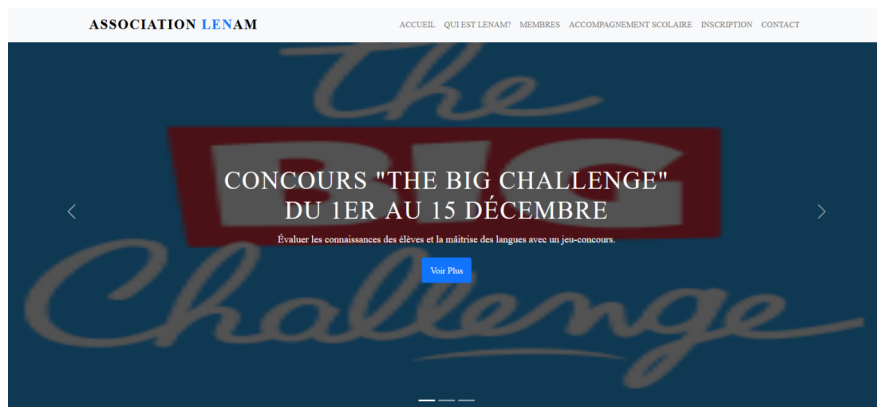 ASSOCIATION LENAM
ACCUEIL QUI EST LENAM? MEMBRES ACCOMPAGNEMENT SCOLAIRE INSCRIPTION CONTACT
The
BIG
Challenge
CONCOURS "THE BIG CHALLENGE"
DU 1ER AU 15 DÉCEMBRE
Évaluer les connaissances des élèves et la mâitrise des langues avec un jeu-concours.
Voir Plus